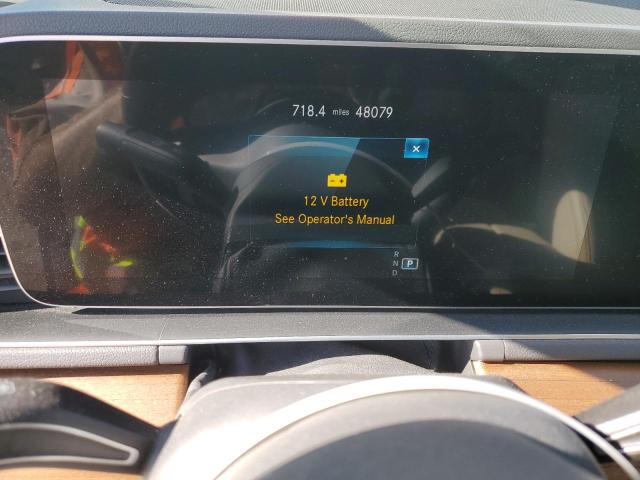 718.4 miles 48079
×
12 V Battery
See Operator's Manual
R
N P
D